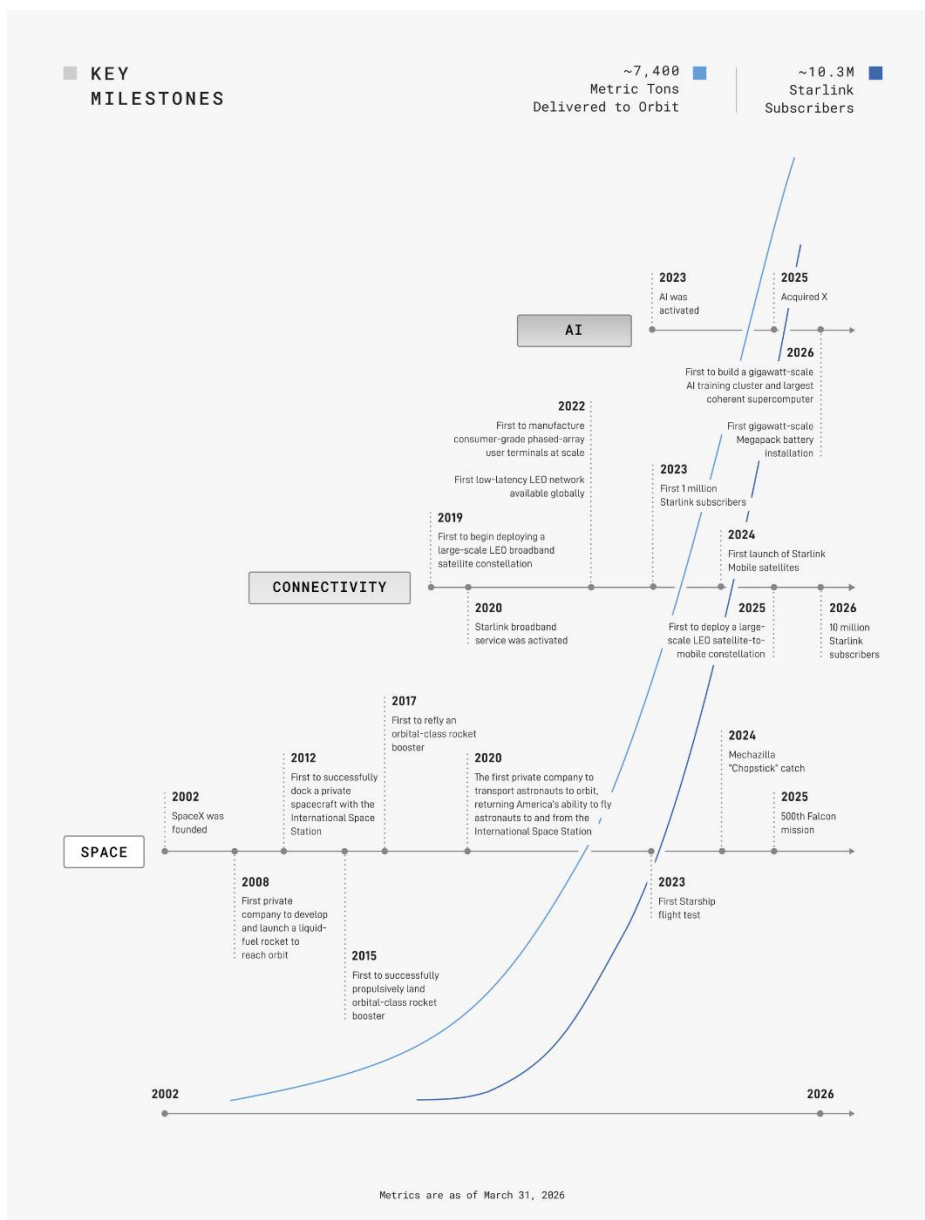 KEY
MILESTONES
~7,400
Metric Tons
Delivered to Orbit
~10.3M
Starlink
Subscribers
2023
AI was
activated
2025
Acquired X
AI
2026
First to build a gigawatt-scale
AI training cluster and largest
coherent supercomputer
First gigawatt-scale
Megapack battery
installation
2022
First to manufacture
consumer-grade phased-array
user terminals at scale
First low-latency LEO network
available globally
2023
First 1 million
Starlink subscribers
2019
First to begin deploying a
large-scale LEO broadband
satellite constellation
2024
First launch of Starlink
Mobile satellites
CONNECTIVITY
2020
Starlink broadband
service was activated
2025
First to deploy a large-
scale LEO satellite-to-
mobile constellation
2026
10 million
Starlink
subscribers
2017
First to refly an
orbital-class rocket
booster
2012
First to successfully
dock a private
spacecraft with the
International Space
Station
2020
The first private company to
transport astronauts to orbit,
returning America's ability to fly
astronauts to and from the
International Space Station
2024
Mechazilla
"Chopstick" catch
2002
SpaceX was
founded
2025
500th Falcon
mission
SPACE
2008
First private
company to develop
and launch a liquid-
fuel rocket to
reach orbit
2023
First Starship
flight test
2015
First to successfully
propulsively land
orbital-class rocket
booster
2002
2026
Metrics are as of March 31, 2026